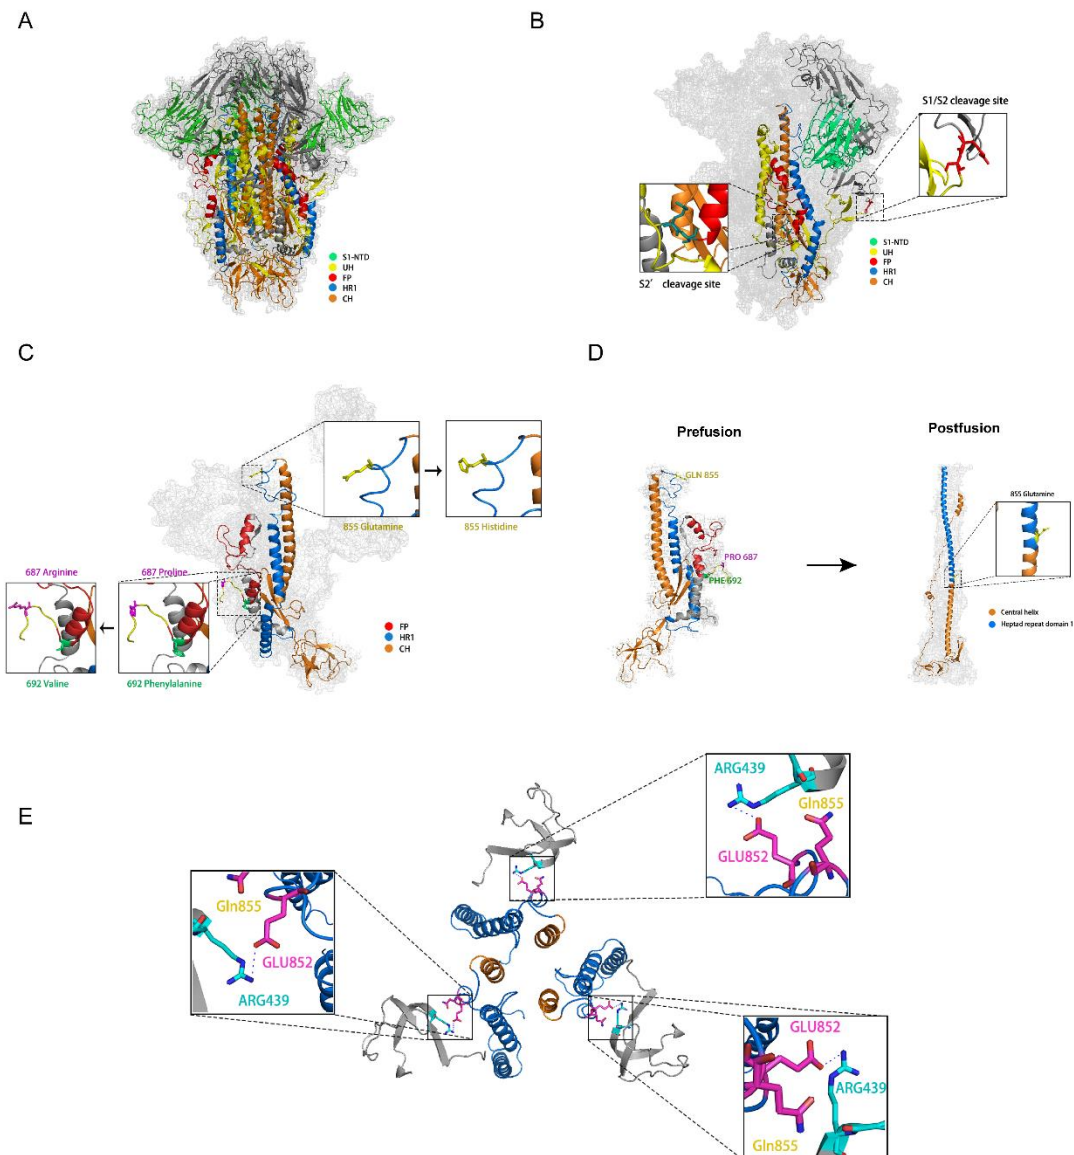 A
S1-NTD
UH
FP
HR1
CH
B
S1/S2 cleavage site
S2′ cleavage site
S1-NTD
UH
FP
HR1
CH
C
855 Glutamine
855 Histidine
687 Arginine
687 Proline
692 Valine
692 Phenylalanine
FP
HR1
CH
D
Prefusion
Postfusion
GLN 855
PRO 687
PHE 692
855 Glutamine
Central helix
Heptad repeat domain 1
E
ARG439
Gln855
GLU852
Gln855
GLU852
ARG439
GLU852
ARG439
Gln855